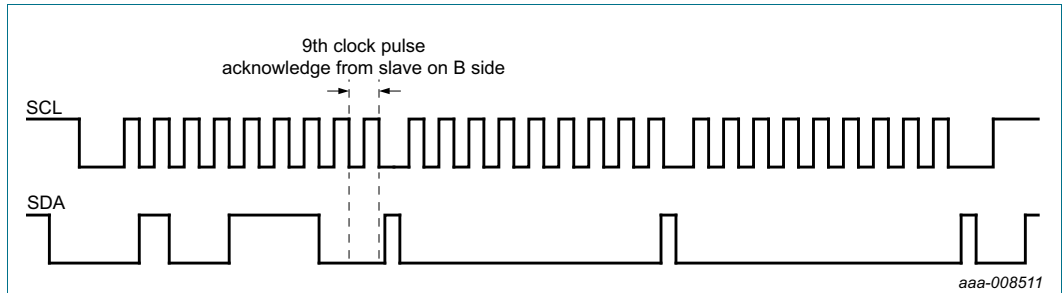 9th clock pulse
acknowledge from slave on B side
SCL
SDA
aaa-008511